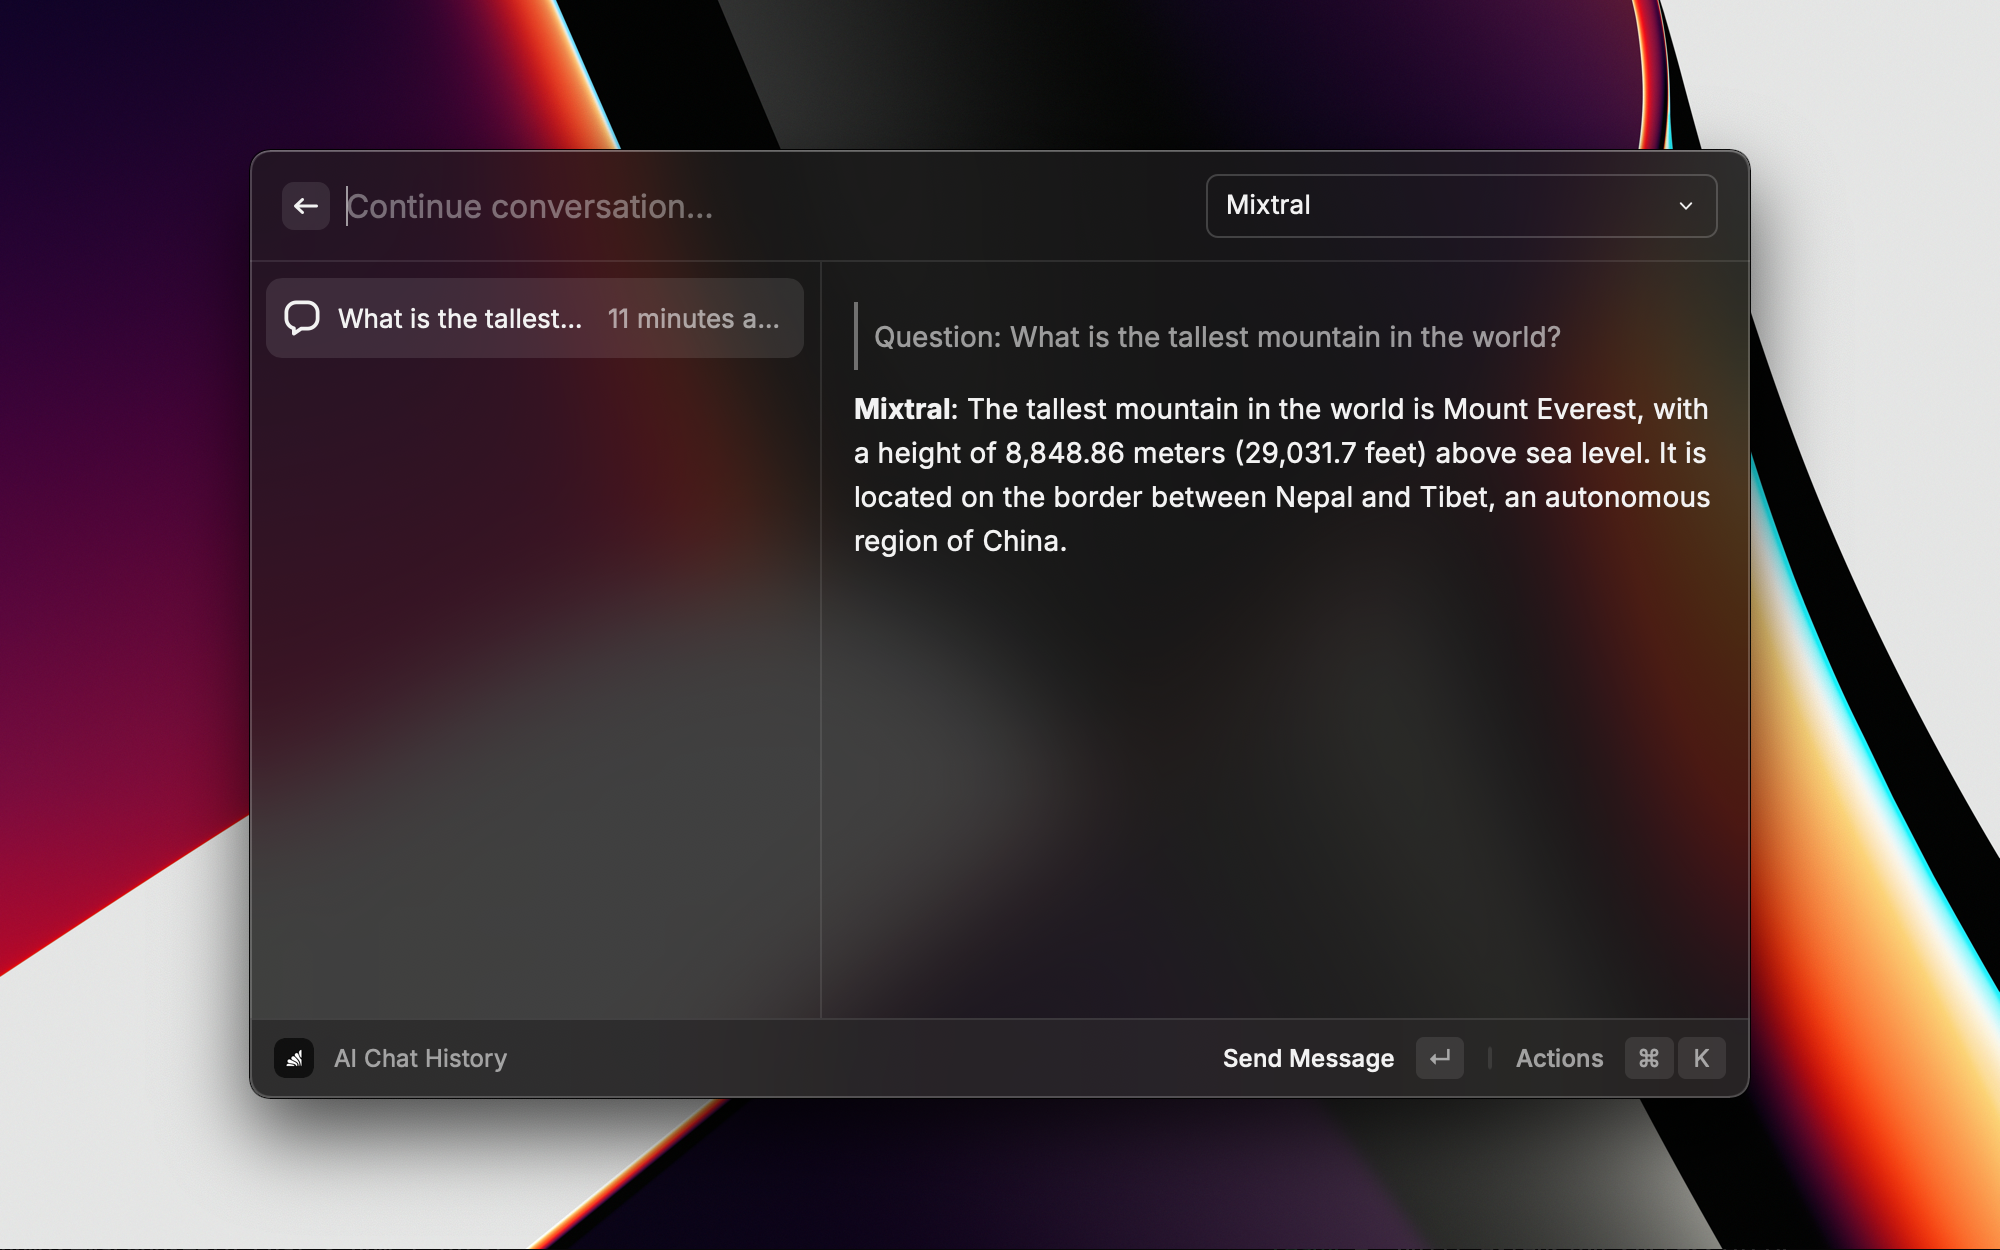 Continue conversation...
Mixtral
What is the tallest... 11 minutes a...
Question: What is the tallest mountain in the world?
Mixtral: The tallest mountain in the world is Mount Everest, with
a height of 8,848.86 meters (29,031.7 feet) above sea level. It is
located on the border between Nepal and Tibet, an autonomous
region of China.
AI Chat History
Send Message ↵ Actions ⌘ K